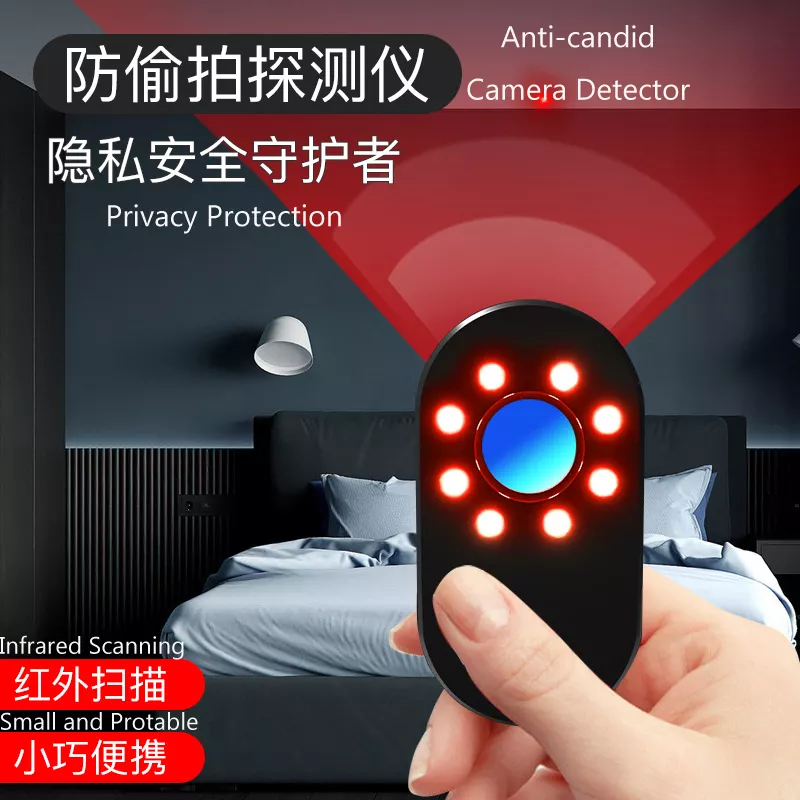 防偷拍探测仪
Anti-candid
Camera Detector
隐私安全守护者
Privacy Protection
Infrared Scanning
红外扫描
Small and Protable
小巧便携